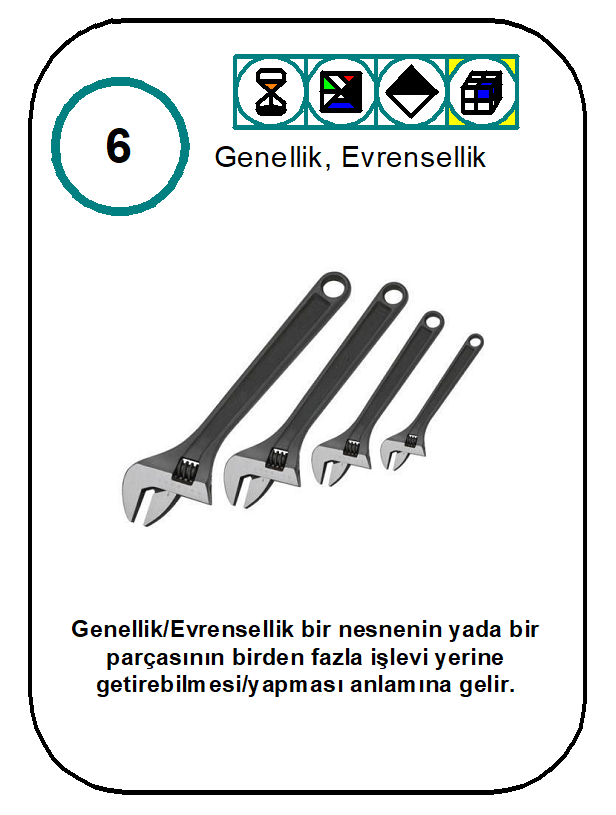 6
Genellik, Evrensellik
Genellik/Evrensellik bir nesnenin yada bir
parçasının birden fazla işlevi yerine
getirebilmesi/yapması anlamına gelir.